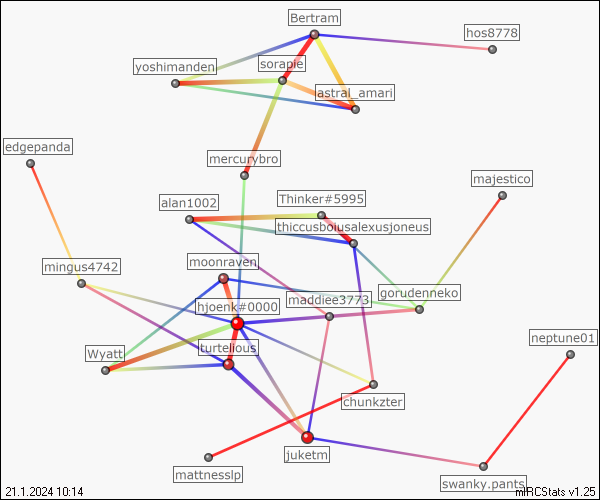 Bertram
hos8778
sorapie
yoshimanden
astral_amari
edgepanda
mercurybro
majestico
alan1002
Thinker#5995
thiccusboiusalexusjoneus
moonraven
mingus4742
gorudenneko
maddiee3773
hjoenk#0000
neptune01
turtellous
Wyatt
chunkzter
juketm
mattnesslp
swanky.pants
21.1.2024 10:14
mIRCStats v1.25